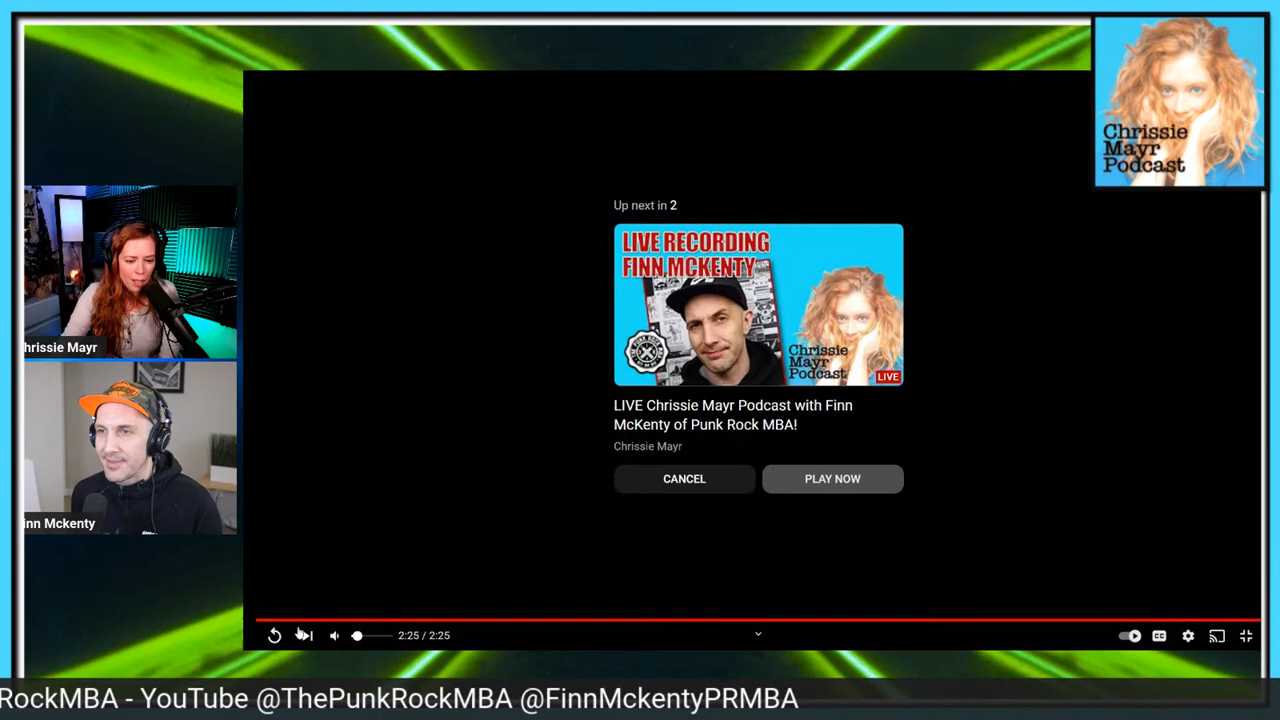 Chrissie
Mayr
Podcast
Up next in 2
LIVE RECORDING
FINN MCKENTY
Chrissie
Mayr
Podcast
LIVE
LIVE Chrissie Mayr Podcast with Finn
McKenty of Punk Rock MBA!
Chrissie Mayr
CANCEL
PLAY NOW
hrissie Mayr
inn Mckenty
2:25 / 2:25
CC
RockMBA - YouTube @ThePunkRockMBA @FinnMckentyPRMBA